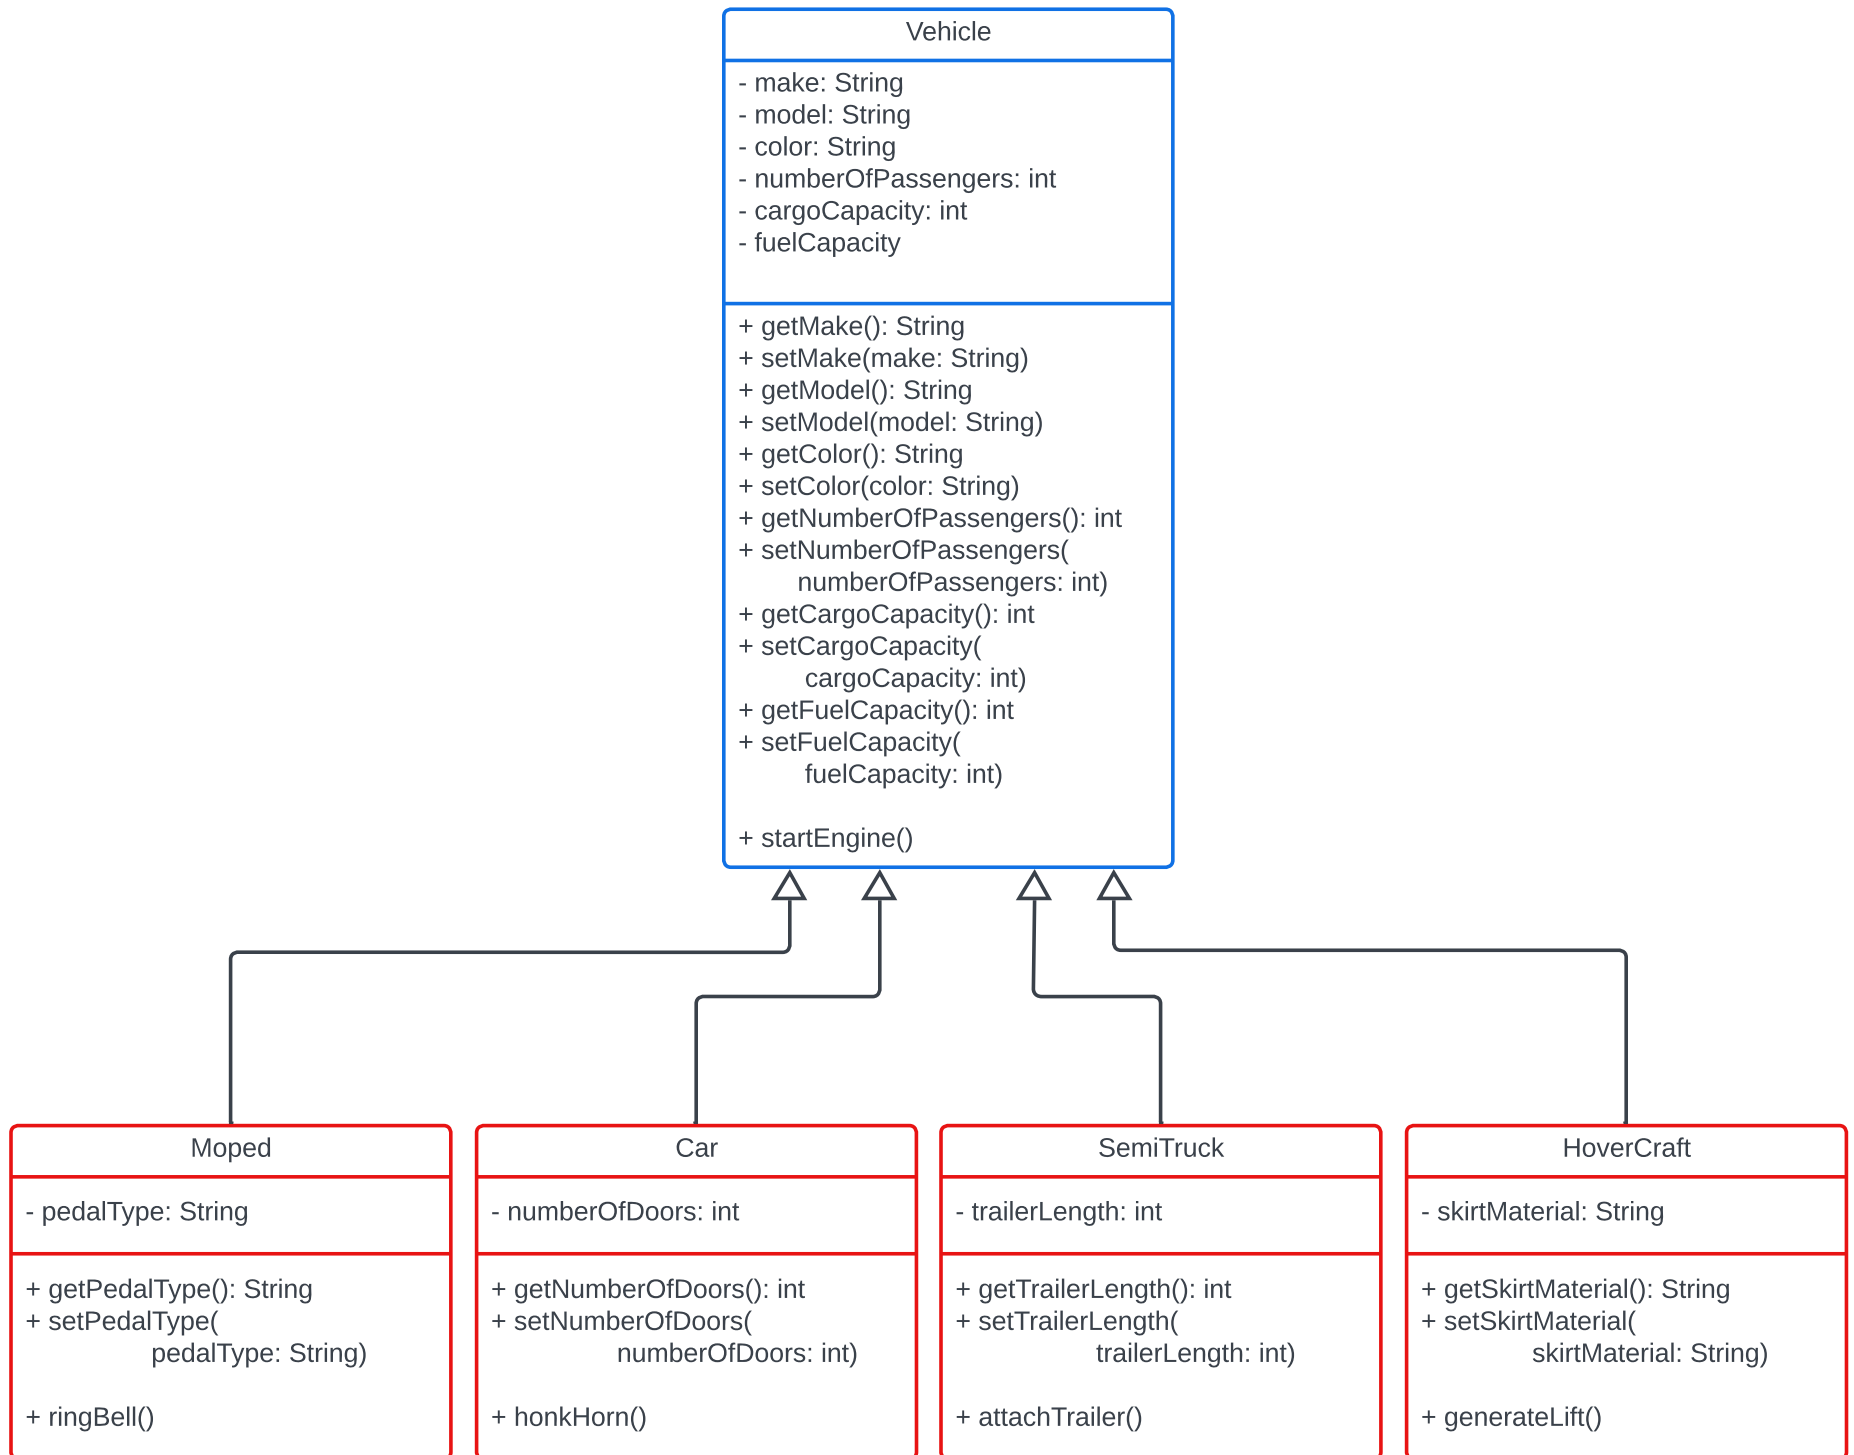 Vehicle
- make: String
- model: String
- color: String
- numberOfPassengers: int
- cargoCapacity: int
- fuelCapacity
+ getMake(): String
+ setMake(make: String)
+ getModel(): String
+ setModel(model: String)
+ getColor(): String
+ setColor(color: String)
+ getNumberOfPassengers(): int
+ setNumberOfPassengers(
numberOfPassengers: int)
+ getCargoCapacity(): int
+ setCargoCapacity(
cargoCapacity: int)
+ getFuelCapacity(): int
+ setFuelCapacity(
fuelCapacity: int)
+ startEngine()
Moped
- pedalType: String
+ getPedalType(): String
+ setPedalType(
pedalType: String)
+ ringBell()
Car
- numberOfDoors: int
+ getNumberOfDoors(): int
+ setNumberOfDoors(
numberOfDoors: int)
+ honkHorn()
SemiTruck
- trailerLength: int
+ getTrailerLength(): int
+ setTrailerLength(
trailerLength: int)
+ attachTrailer()
HoverCraft
- skirtMaterial: String
+ getSkirtMaterial(): String
+ setSkirtMaterial(
skirtMaterial: String)
+ generateLift()